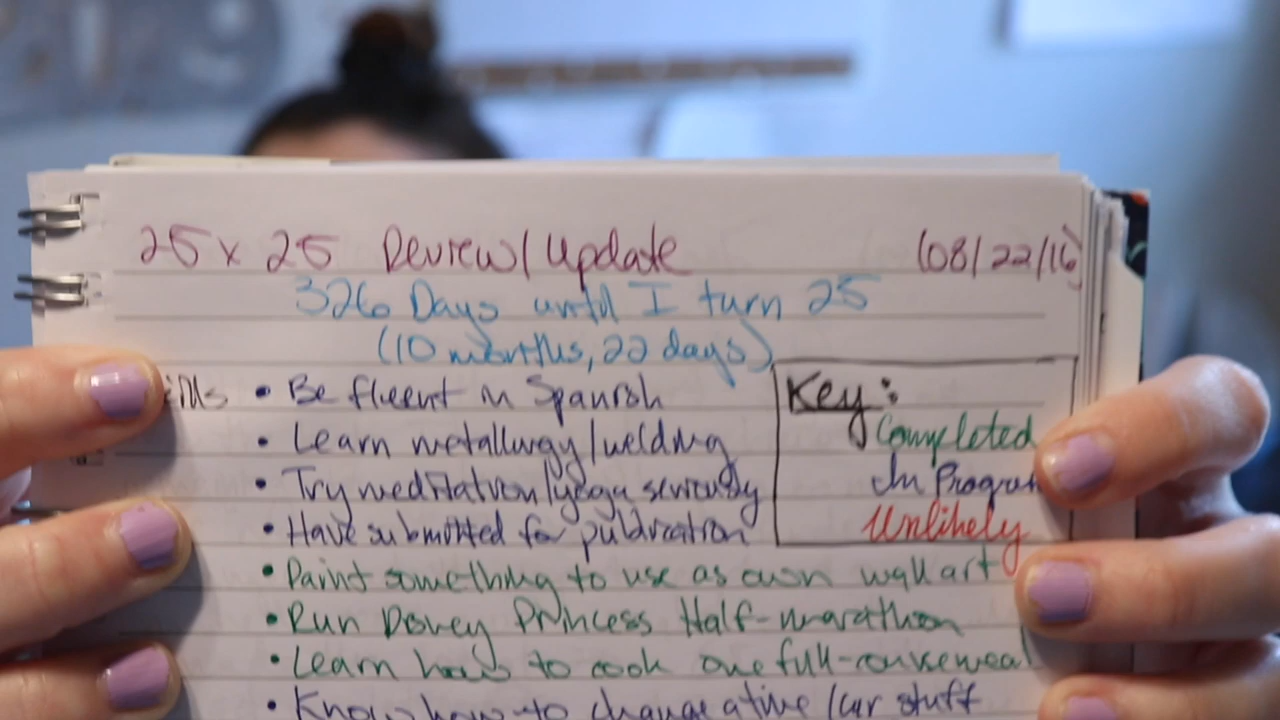 25 x 25 Review/Update (08/22/16)
326 Days until I turn 25
(10 months, 22 days)
Key:
Completed
In Progress
Unlikely
• Be fluent in Spanish
• Learn metallurgy/welding
• Try meditation/yoga seriously
• Have submitted for publication
• Paint something to use as own wall art
• Run Disney Princess Half-marathon
• Learn how to cook one full-course meal
• Know how to change a tire/car stuff